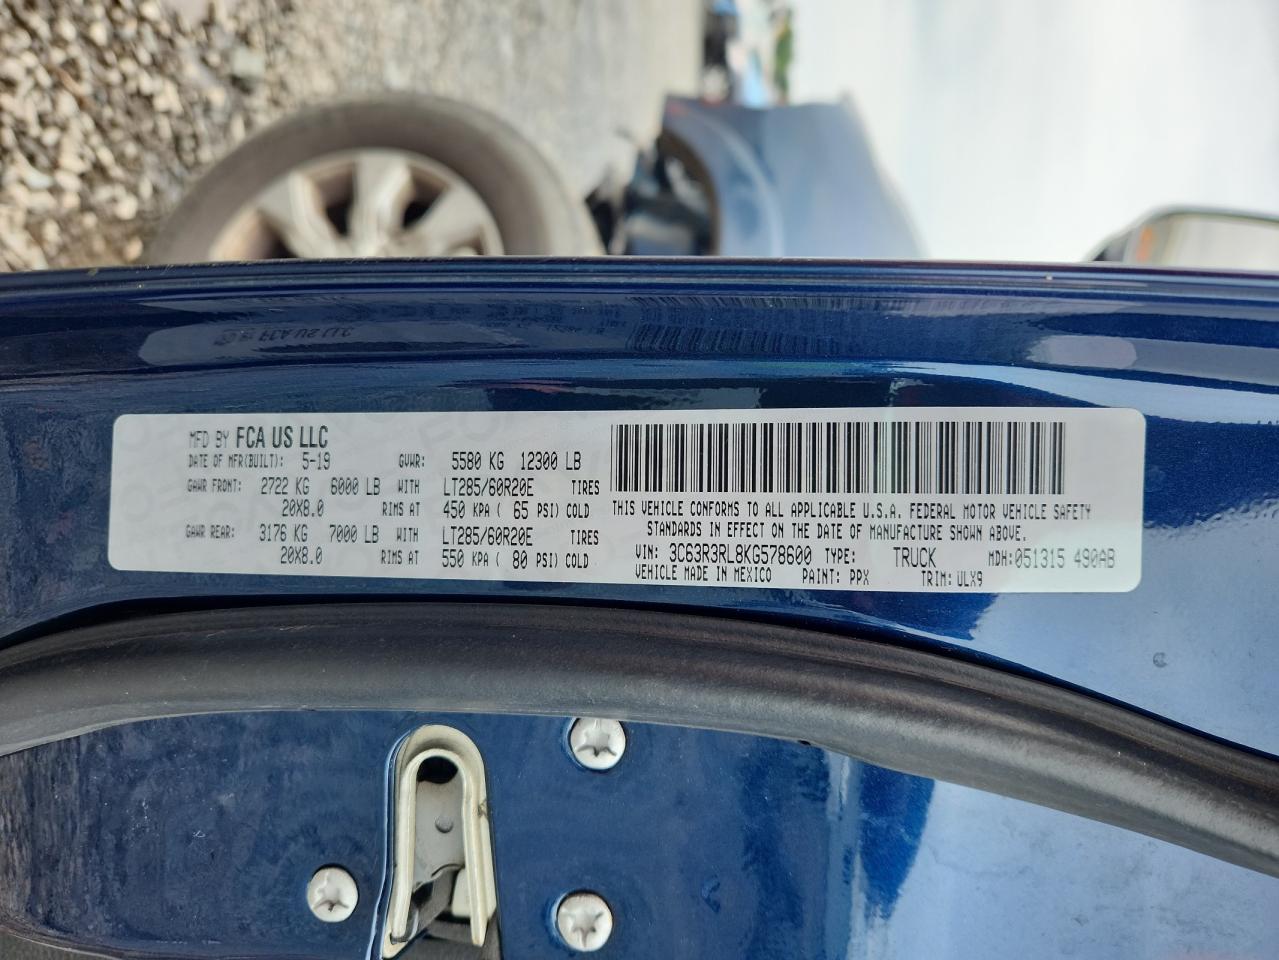 MFD BY FCA US LLC
DATE OF MFR(BUILT): 5-19 GVWR: 5580 KG 12300 LB
GAWR FRONT: 2722 KG 6000 LB WITH LT285/60R20E TIRES
20X8.0 RIMS AT 450 KPA ( 65 PSI) COLD
GAWR REAR: 3176 KG 7000 LB WITH LT285/60R20E TIRES
20X8.0 RIMS AT 550 KPA ( 80 PSI) COLD
THIS VEHICLE CONFORMS TO ALL APPLICABLE U.S.A. FEDERAL MOTOR VEHICLE SAFETY
STANDARDS IN EFFECT ON THE DATE OF MANUFACTURE SHOWN ABOVE.
VIN: 3C63R3RL8KG578600 TYPE: TRUCK MDH:051315 490AB
VEHICLE MADE IN MEXICO PAINT: PPX TRIM: ULX9